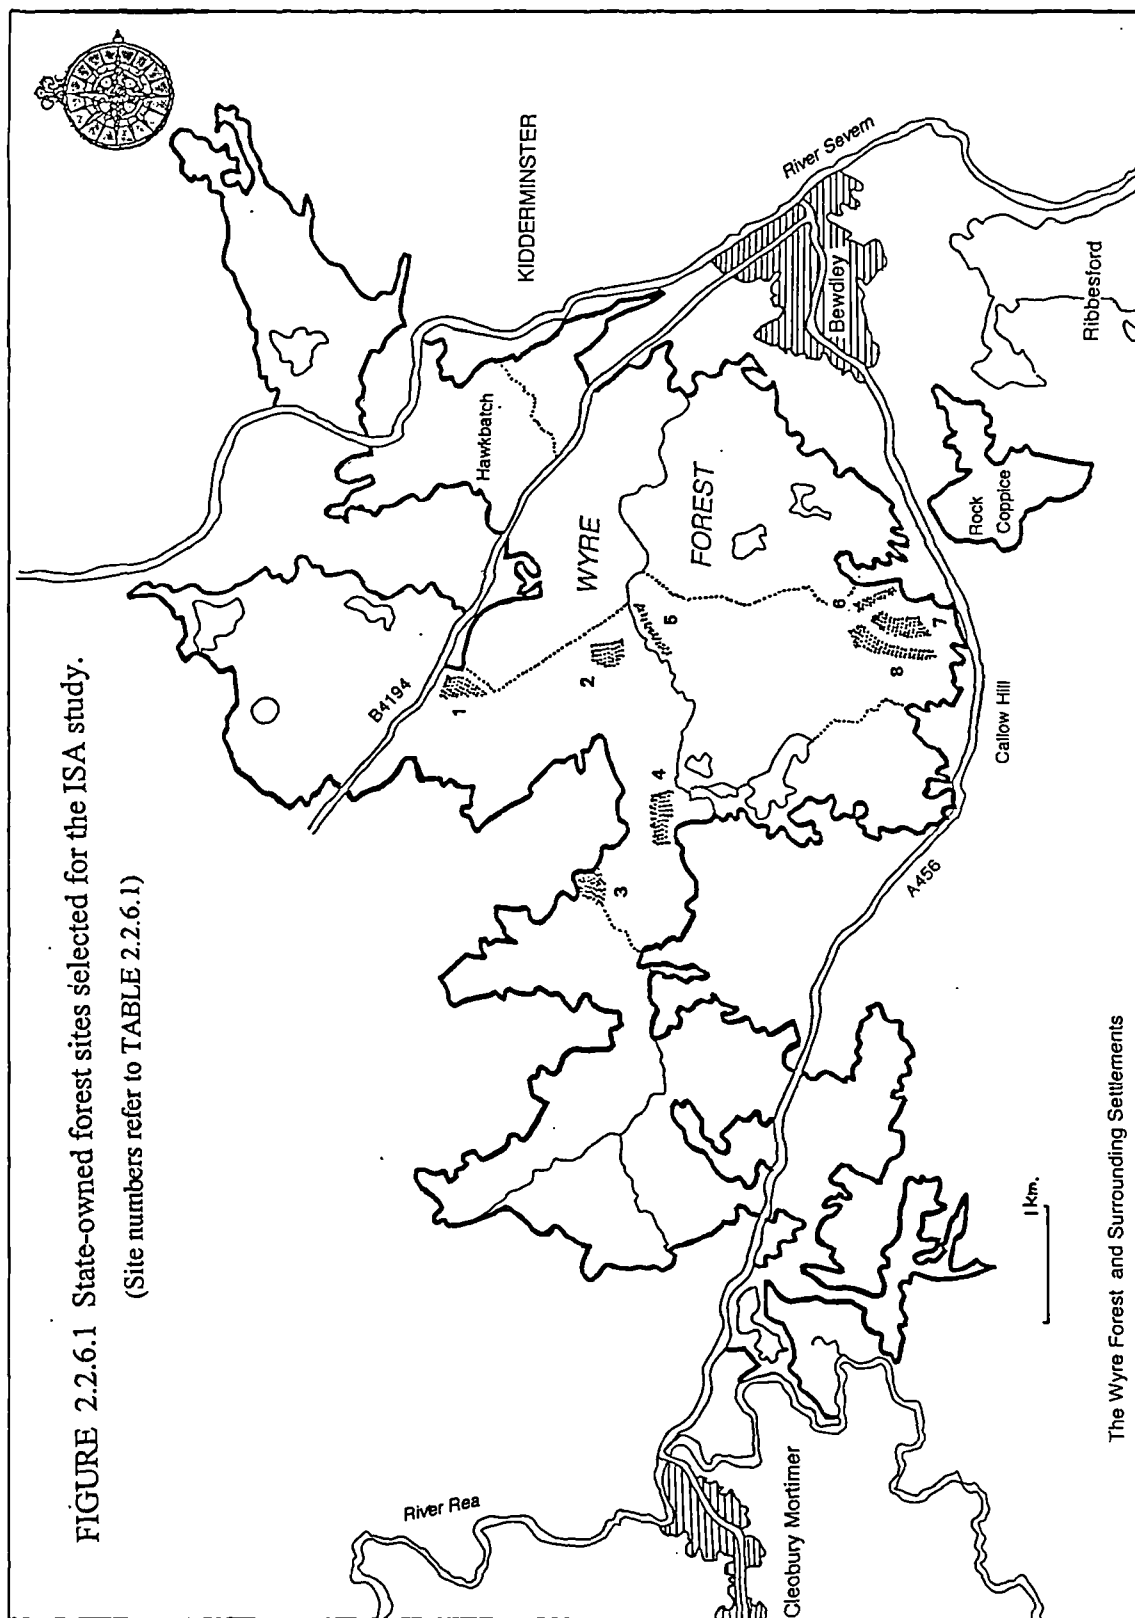 FIGURE 2.2.6.1 State-owned forest sites selected for the ISA study.
(Site numbers refer to TABLE 2.2.6.1)
KIDDERMINSTER
River Severn
Hawkbatch
B4194
WYRE
FOREST
Bewdley
Ribbesford
Rock
Coppice
1
2
3
4
5
6
7
8
Callow Hill
A456
River Rea
Cleobury Mortimer
1km.
The Wyre Forest and Surrounding Settlements